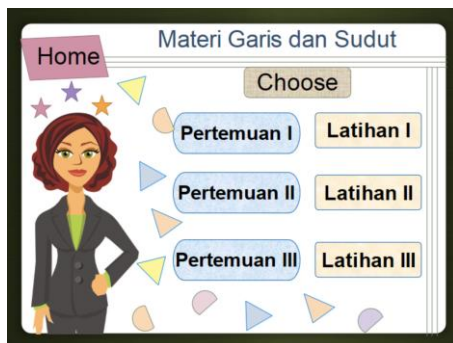 Home
Materi Garis dan Sudut
Choose
Pertemuan I
Latihan I
Pertemuan II
Latihan II
Pertemuan III
Latihan III